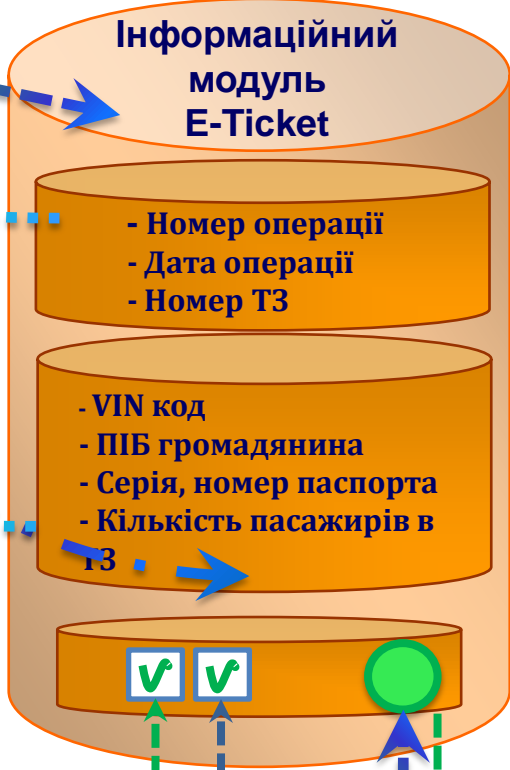 Інформаційний
модуль
E-Ticket
- Номер операції
- Дата операції
- Номер ТЗ
- VIN код
- ПІБ громадянина
- Серія, номер паспорта
- Кількість пасажирів в
ТЗ